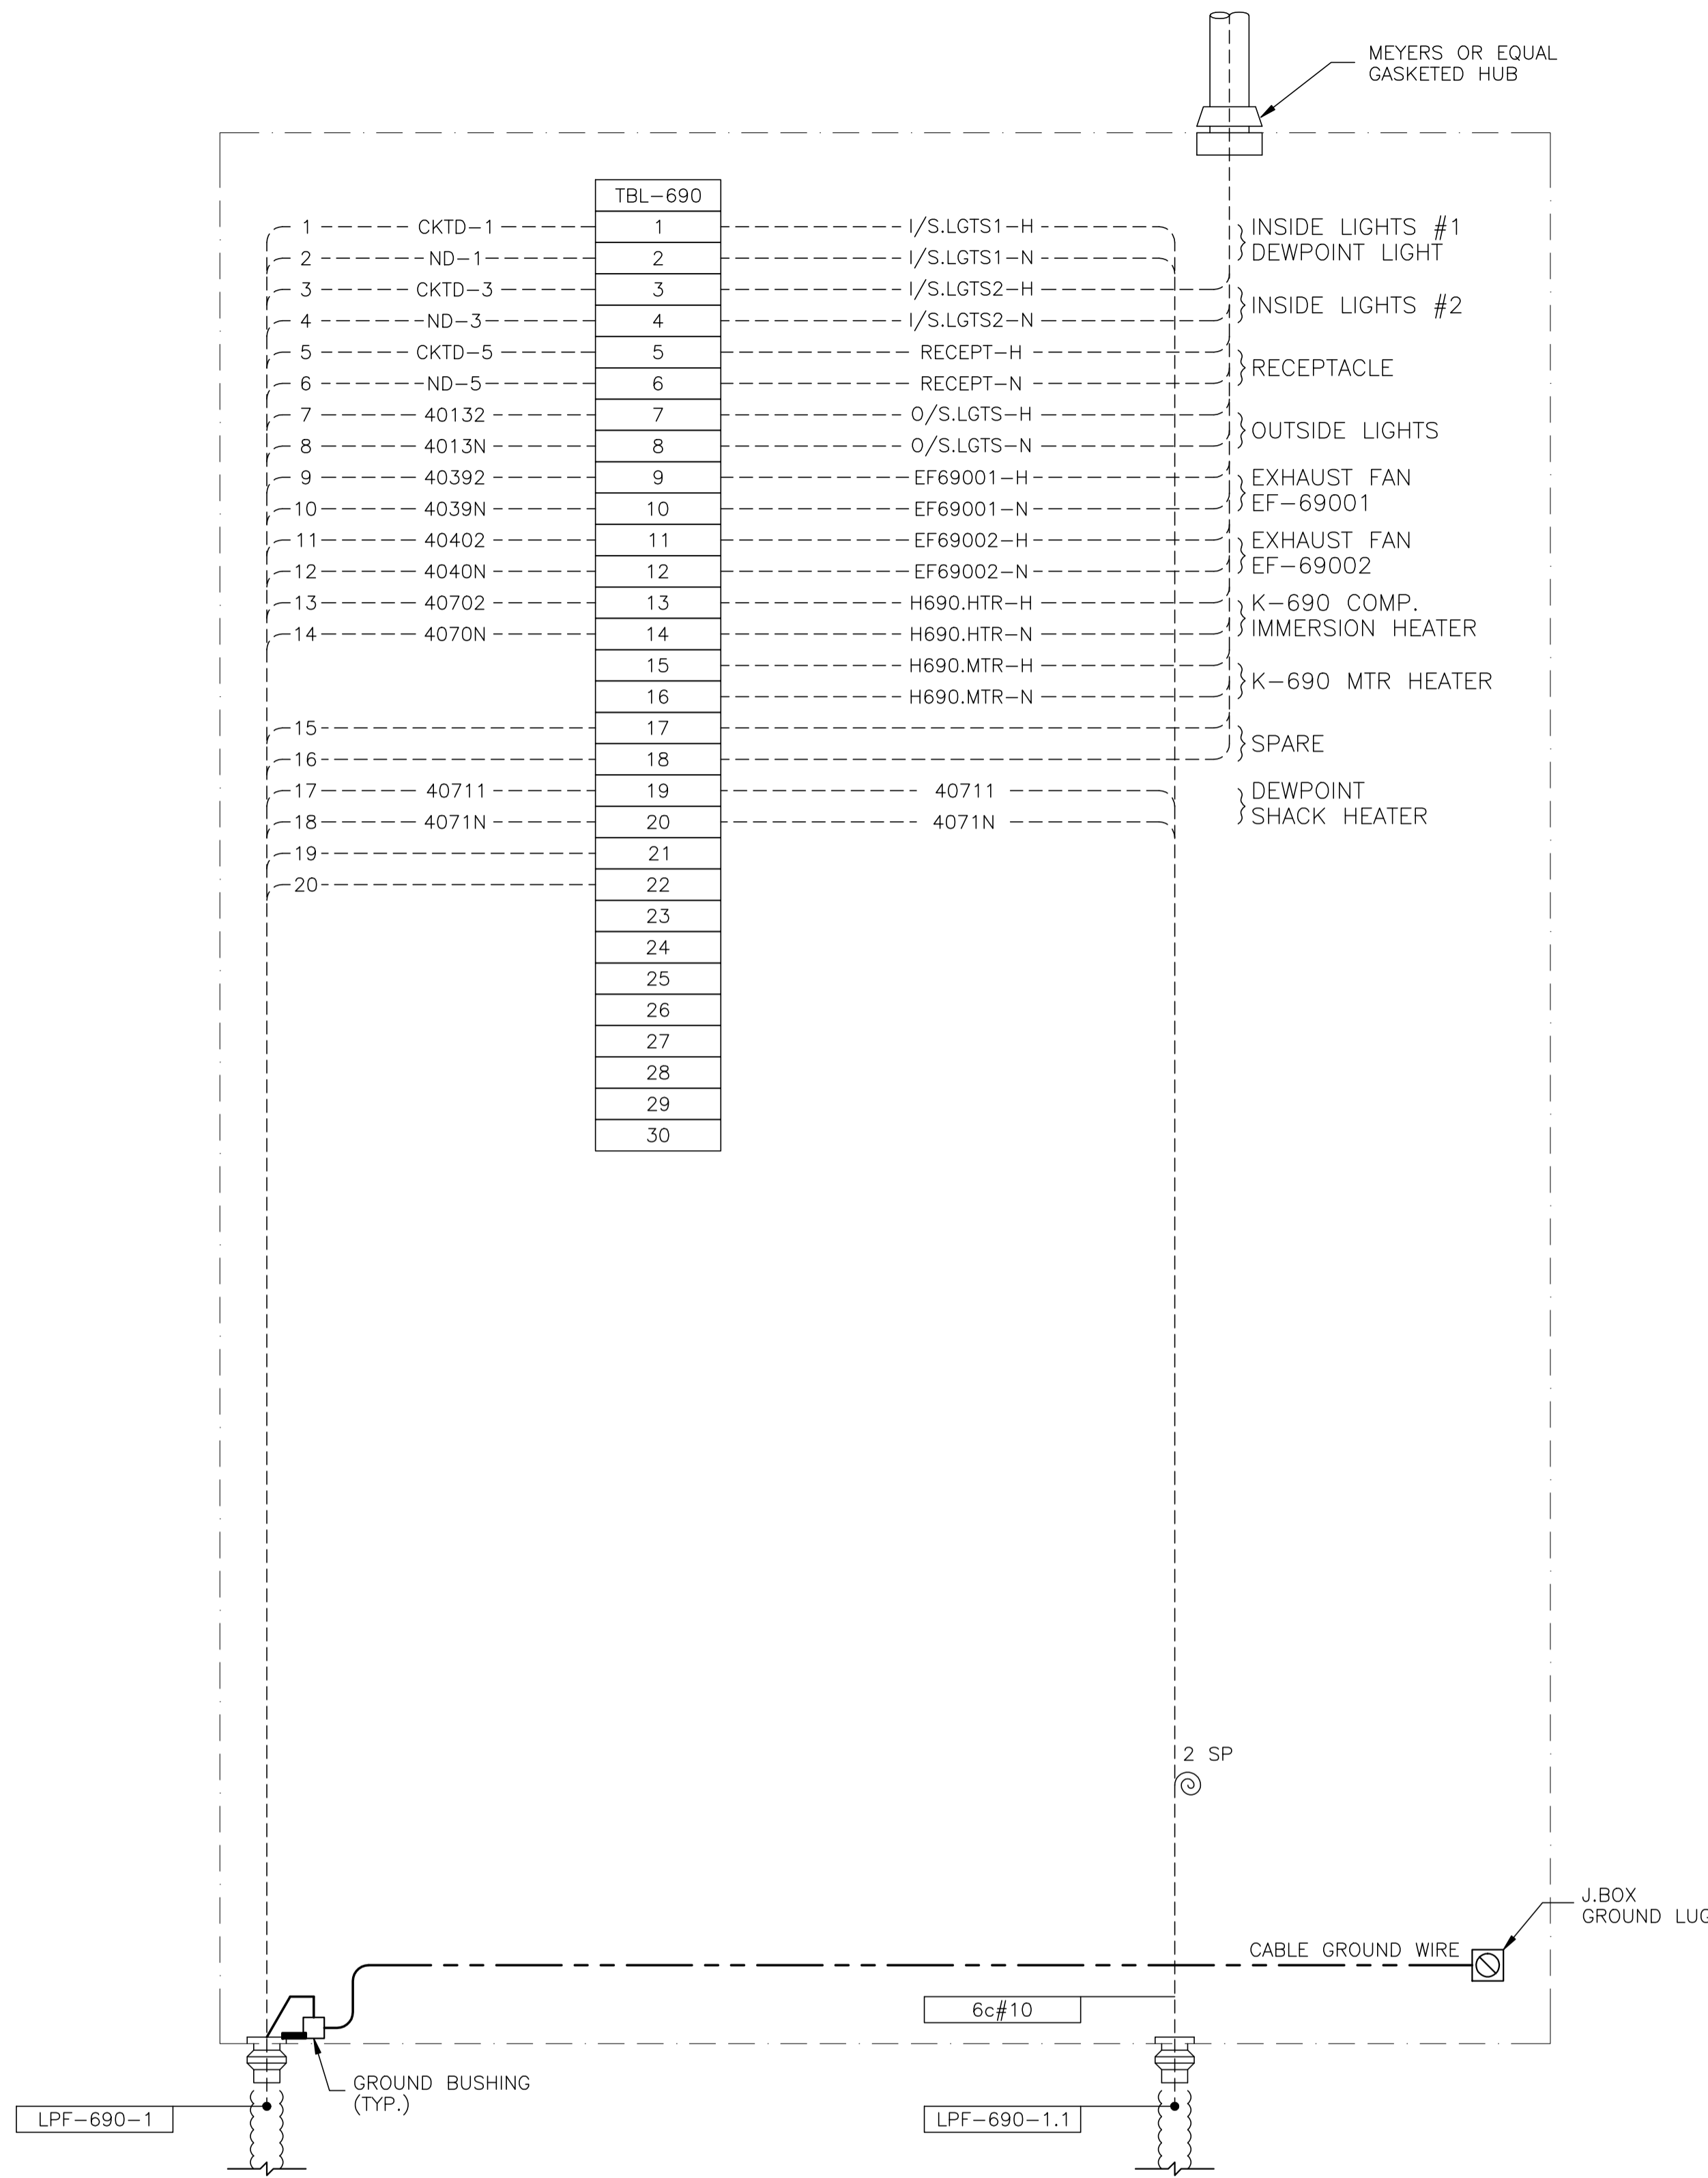 MEYERS OR EQUAL
GASKETED HUB
TBL-690
1 CKTD-1 1 I/S.LGTS1-H
2 ND-1 2 I/S.LGTS1-N
INSIDE LIGHTS #1
DEWPOINT LIGHT
3 CKTD-3 3 I/S.LGTS2-H
4 ND-3 4 I/S.LGTS2-N
INSIDE LIGHTS #2
5 CKTD-5 5 RECEPT-H
6 ND-5 6 RECEPT-N
RECEPTACLE
7 40132 7 O/S.LGTS-H
8 4013N 8 O/S.LGTS-N
OUTSIDE LIGHTS
9 40392 9 EF69001-H
10 4039N 10 EF69001-N
EXHAUST FAN
EF-69001
11 40402 11 EF69002-H
12 4040N 12 EF69002-N
EXHAUST FAN
EF-69002
13 40702 13 H690.HTR-H
14 4070N 14 H690.HTR-N
K-690 COMP.
IMMERSION HEATER
15 H690.MTR-H
16 H690.MTR-N
K-690 MTR HEATER
15 17
16 18
SPARE
17 40711 19 40711
18 4071N 20 4071N
DEWPOINT
SHACK HEATER
19 21
20 22
23
24
25
26
27
28
29
30
2 SP
J.BOX
GROUND LUG
CABLE GROUND WIRE
6c#10
GROUND BUSHING
(TYP.)
LPF-690-1
LPF-690-1.1